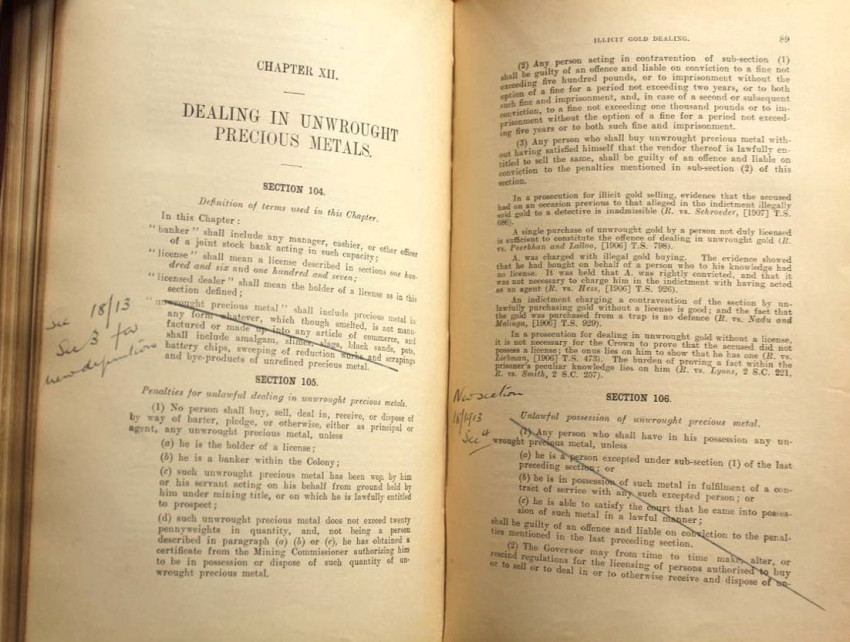 CHAPTER XII.
DEALING IN UNWROUGHT
PRECIOUS METALS.
SECTION 104.
Definition of terms used in this Chapter.
In this Chapter:
"banker" shall include any manager, cashier, or other officer
of a joint stock bank acting in such capacity;
"license" shall mean a license described in sections one hun-
dred and six and one hundred and seven;
"licensed dealer" shall mean the holder of a license as in this
section defined;
"unwrought precious metal" shall include precious metal in
any form whatever, which though smelted, is not manu-
factured or made up into any article of commerce, and
shall include amalgam, slimes, slags, black sands, pots,
battery chips, sweeping of reduction works and scrapings
and bye-products of unrefined precious metal.
See 18/13
Sec 3 for
new definitions
SECTION 105.
Penalties for unlawful dealing in unwrought precious metals.
(1) No person shall buy, sell, deal in, receive, or dispose of
by way of barter, pledge, or otherwise, either as principal or
agent, any unwrought precious metal, unless
(a) he is the holder of a license;
(b) he is a banker within the Colony;
(c) such unwrought precious metal has been won by him
or his servant acting on his behalf from ground held by
him under mining title, or on which he is lawfully entitled
to prospect;
(d) such unwrought precious metal does not exceed twenty
pennyweights in quantity, and, not being a person
described in paragraph (a) (b) or (c), he has obtained a
certificate from the Mining Commissioner authorizing him
to be in possession or dispose of such quantity of un-
wrought precious metal.
ILLICIT GOLD DEALING. 89
(2) Any person acting in contravention of sub-section (1)
shall be guilty of an offence and liable on conviction to a fine not
exceeding five hundred pounds, or to imprisonment without the
option of a fine for a period not exceeding two years, or to both
such fine and imprisonment, and, in case of a second or subsequent
conviction, to a fine not exceeding one thousand pounds or to im-
prisonment without the option of a fine for a period not exceed-
ing five years or to both such fine and imprisonment.
(3) Any person who shall buy unwrought precious metal with-
out having satisfied himself that the vendor thereof is lawfully en-
titled to sell the same, shall be guilty of an offence and liable on
conviction to the penalties mentioned in sub-section (2) of this
section.
In a prosecution for illicit gold selling, evidence that the accused
had on an occasion previous to that alleged in the indictment illegally
sold gold to a detective is inadmissible (R. vs. Schroeder, [1907] T.S.
686).
A single purchase of unwrought gold by a person not duly licensed
is sufficient to constitute the offence of dealing in unwrought gold (R.
vs. Peerbhan and Lalloo, [1906] T.S. 798).
A. was charged with illegal gold buying. The evidence showed
that he had bought on behalf of a person who to his knowledge had
no license. It was held that A. was rightly convicted, and that it
was not necessary to charge him in the indictment with having acted
as an agent (R. vs. Hess, [1906] T.S. 926).
An indictment charging a contravention of the section by un-
lawfully purchasing gold without a license is good; and the fact that
the gold was purchased from a trap is no defence (R. vs. Nadu and
Malinga, [1906] T.S. 929).
In a prosecution for dealing in unwrought gold without a license,
it is not necessary for the Crown to prove that the accused did not
possess a license; the onus lies on him to show that he has one (R. vs.
Liebman, [1906] T.S. 473). The burden of proving a fact within the
prisoner's peculiar knowledge lies on him (R. vs. Lyons, 2 S.C. 221,
R. vs. Smith, 2 S.C. 257).
New section
18/1913
Sec 4
SECTION 106.
Unlawful possession of unwrought precious metal.
(1) Any person who shall have in his possession any un-
wrought precious metal, unless
(a) he is a person excepted under sub-section (1) of the last
preceding section; or
(b) he is in possession of such metal in fulfilment of a con-
tract of service with any such excepted person; or
(c) he is able to satisfy the court that he came into posses-
sion of such metal in a lawful manner;
shall be guilty of an offence and liable on conviction to the penal-
ties mentioned in the last preceding section.
(2) The Governor may from time to time make, alter, or
rescind regulations for the licensing of persons authorised to buy
or to sell or to deal in or to otherwise receive and dispose of un-